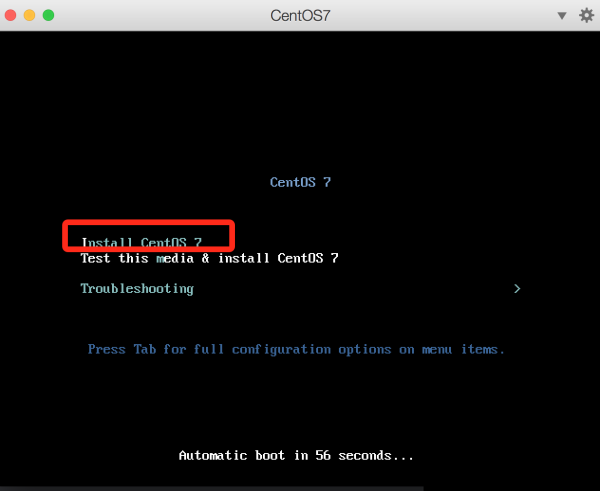 CentOS7
CentOS 7
Install CentOS 7
Test this media & install CentOS 7
Troubleshooting >
Press Tab for full configuration options on menu items.
Automatic boot in 56 seconds...